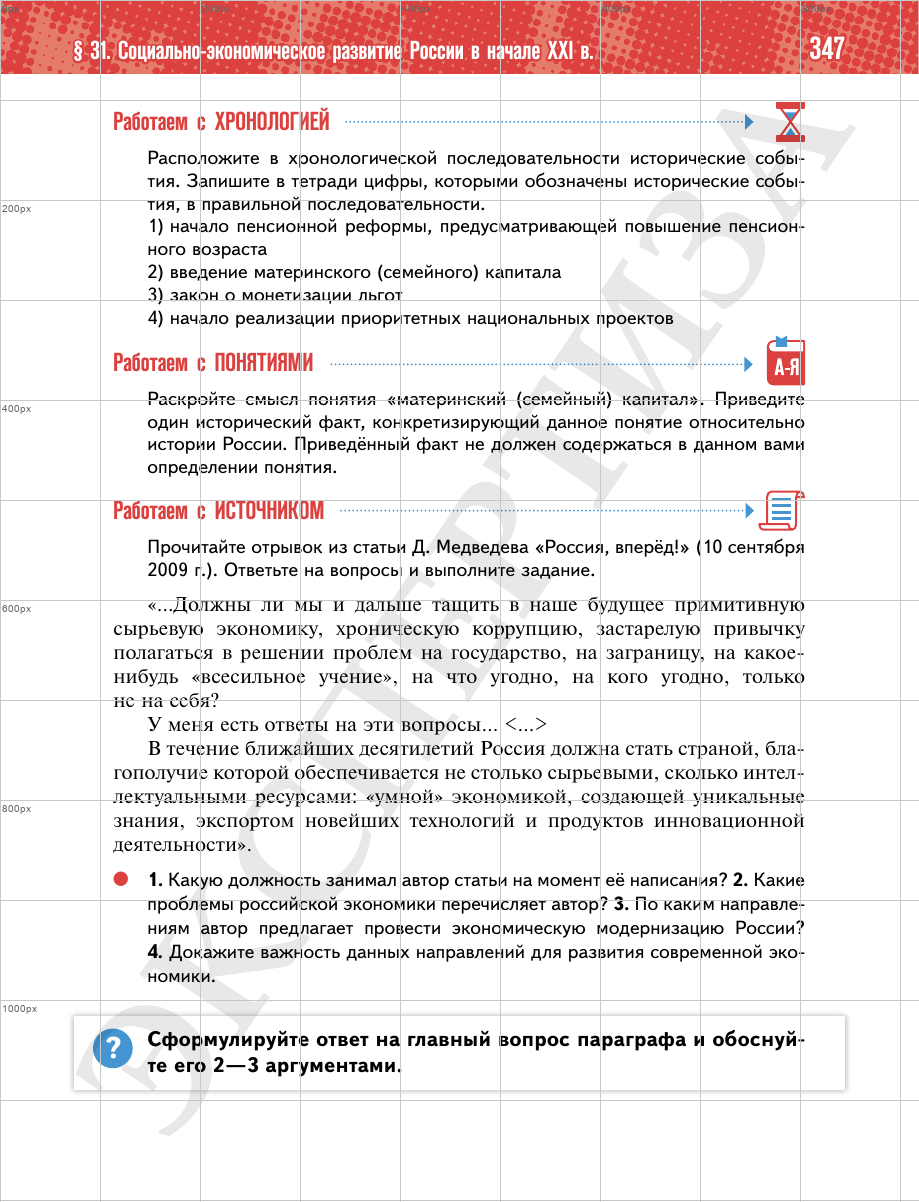 § 31. Социально-экономическое развитие России в начале XXI в.
347
Работаем с ХРОНОЛОГИЕЙ
Расположите в хронологической последовательности исторические собы-
тия. Запишите в тетради цифры, которыми обозначены исторические собы-
тия, в правильной последовательности.
1) начало пенсионной реформы, предусматривающей повышение пенсион-
ного возраста
2) введение материнского (семейного) капитала
3) закон о монетизации льгот
4) начало реализации приоритетных национальных проектов
Работаем с ПОНЯТИЯМИ
А-Я
Раскройте смысл понятия «материнский (семейный) капитал». Приведите
один исторический факт, конкретизирующий данное понятие относительно
истории России. Приведённый факт не должен содержаться в данном вами
определении понятия.
Работаем с ИСТОЧНИКОМ
Прочитайте отрывок из статьи Д. Медведева «Россия, вперёд!» (10 сентября
2009 г.). Ответьте на вопросы и выполните задание.
«...Должны ли мы и дальше тащить в наше будущее примитивную
сырьевую экономику, хроническую коррупцию, застарелую привычку
полагаться в решении проблем на государство, на заграницу, на какое-
нибудь «всесильное учение», на что угодно, на кого угодно, только
не на себя?
У меня есть ответы на эти вопросы... <...>
В течение ближайших десятилетий Россия должна стать страной, бла-
гополучие которой обеспечивается не столько сырьевыми, сколько интел-
лектуальными ресурсами: «умной» экономикой, создающей уникальные
знания, экспортом новейших технологий и продуктов инновационной
деятельности».
1. Какую должность занимал автор статьи на момент её написания? 2. Какие
проблемы российской экономики перечисляет автор? 3. По каким направле-
ниям автор предлагает провести экономическую модернизацию России?
4. Докажите важность данных направлений для развития современной эко-
номики.
?
Сформулируйте ответ на главный вопрос параграфа и обоснуй-
те его 2—3 аргументами.
ЭКСПЕРТИЗА
200px
400px
600px
800px
1000px